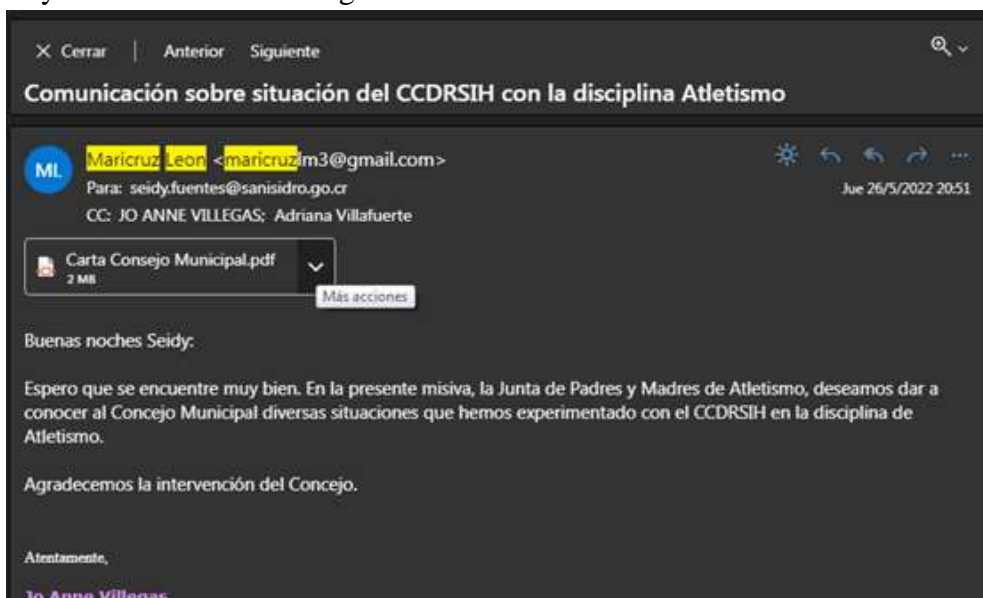 Cerrar | Anterior Siguiente
Comunicación sobre situación del CCDRSIH con la disciplina Atletismo
ML
Maricruz Leon <maricruzlm3@gmail.com>
Para: seidy.fuentes@sanisidro.go.cr
Jue 26/5/2022 20:51
CC: JO ANNE VILLEGAS; Adriana Villafuerte
Carta Consejo Municipal.pdf
2 MB
Más acciones
Buenas noches Seidy:
Espero que se encuentre muy bien. En la presente misiva, la Junta de Padres y Madres de Atletismo, deseamos dar a
conocer al Concejo Municipal diversas situaciones que hemos experimentado con el CCDRSIH en la disciplina de
Atletismo.
Agradecemos la intervención del Concejo.
Atentamente,
Jo Anne Villegas